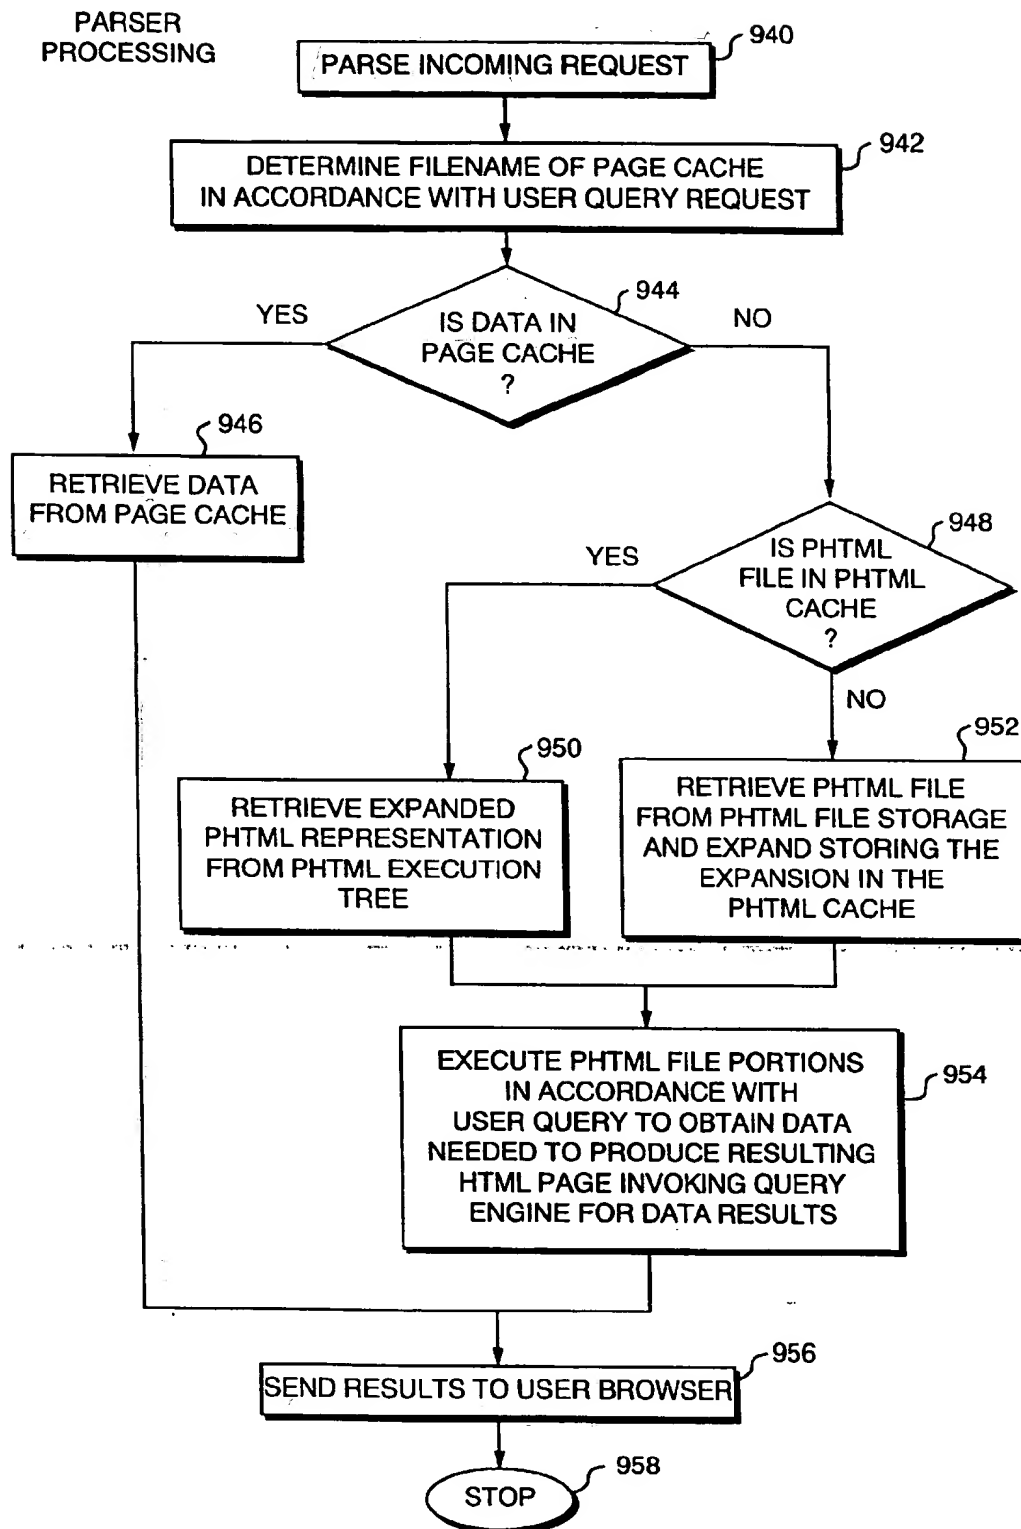 PARSER
PROCESSING
940
PARSE INCOMING REQUEST
942
DETERMINE FILENAME OF PAGE CACHE
IN ACCORDANCE WITH USER QUERY REQUEST
944
YES
NO
IS DATA IN
PAGE CACHE
?
946
RETRIEVE DATA
FROM PAGE CACHE
948
YES
IS PHTML
FILE IN PHTML
CACHE
?
NO
950
RETRIEVE EXPANDED
PHTML REPRESENTATION
FROM PHTML EXECUTION
TREE
952
RETRIEVE PHTML FILE
FROM PHTML FILE STORAGE
AND EXPAND STORING THE
EXPANSION IN THE
PHTML CACHE
954
EXECUTE PHTML FILE PORTIONS
IN ACCORDANCE WITH
USER QUERY TO OBTAIN DATA
NEEDED TO PRODUCE RESULTING
HTML PAGE INVOKING QUERY
ENGINE FOR DATA RESULTS
956
SEND RESULTS TO USER BROWSER
958
STOP